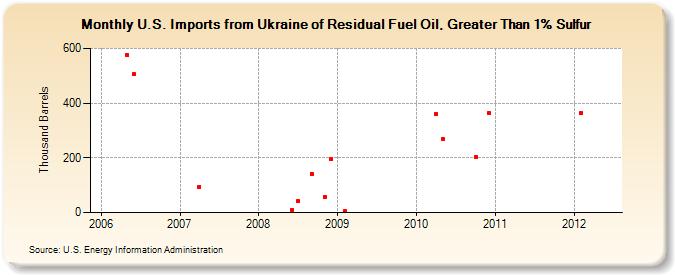 Monthly U.S. Imports from Ukraine of Residual Fuel Oil, Greater Than 1% Sulfur
Thousand Barrels
600
400
200
0
2006 2007 2008 2009 2010 2011 2012
Source: U.S. Energy Information Administration